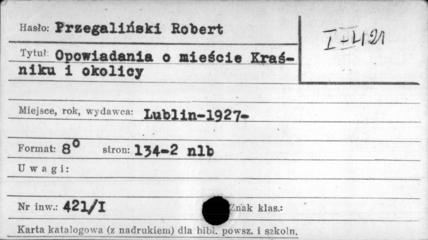 Hasło: Przegaliński Robert
I-421
Tytuł: Opowiadania o mieście Kraś-
niku i okolicy
Miejsce, rok, wydawca: Lublin-1927-
Format: 8° stron: 134-2 nlb
Uwagi:
Nr inw.: 421/I Znak klas.:
Karta katalogowa (z nadrukiem) dla bibl. powsz. i szkoln.